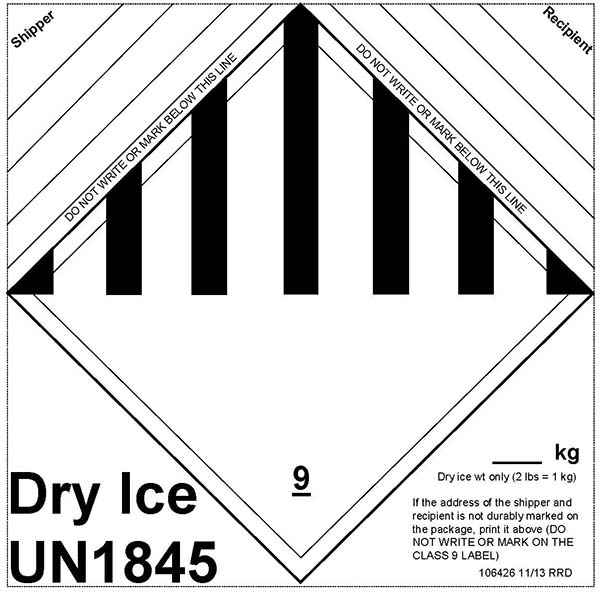 Shipper
Recipient
DO NOT WRITE OR MARK BELOW THIS LINE
DO NOT WRITE OR MARK BELOW THIS LINE
9
Dry Ice
UN1845
____ kg
Dry ice wt only (2 lbs = 1 kg)
If the address of the shipper and
recipient is not durably marked on
the package, print it above (DO
NOT WRITE OR MARK ON THE
CLASS 9 LABEL)
106426 11/13 RRD